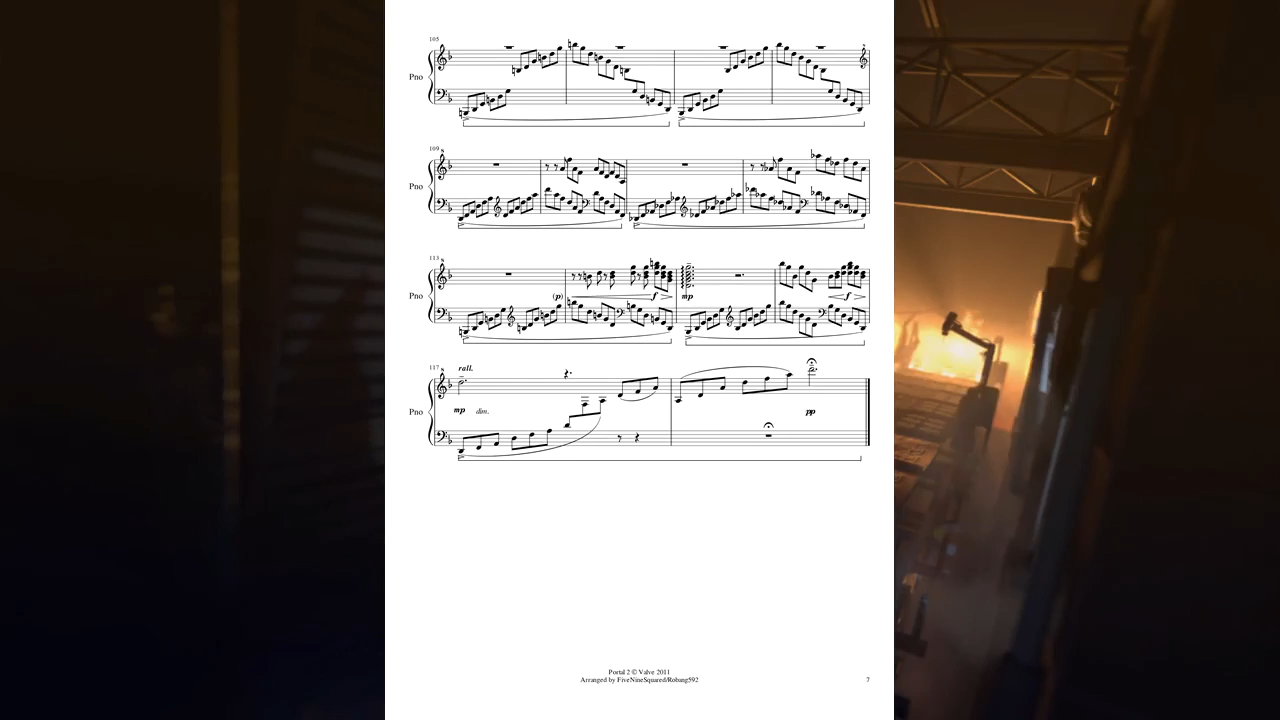 105
Pno
109
Pno
113
Pno
(p)
f
mp
f
117
rall.
Pno
mp
dim.
pp
Portal 2 © Valve 2011
Arranged by FiveNineSquared/Robang592
7